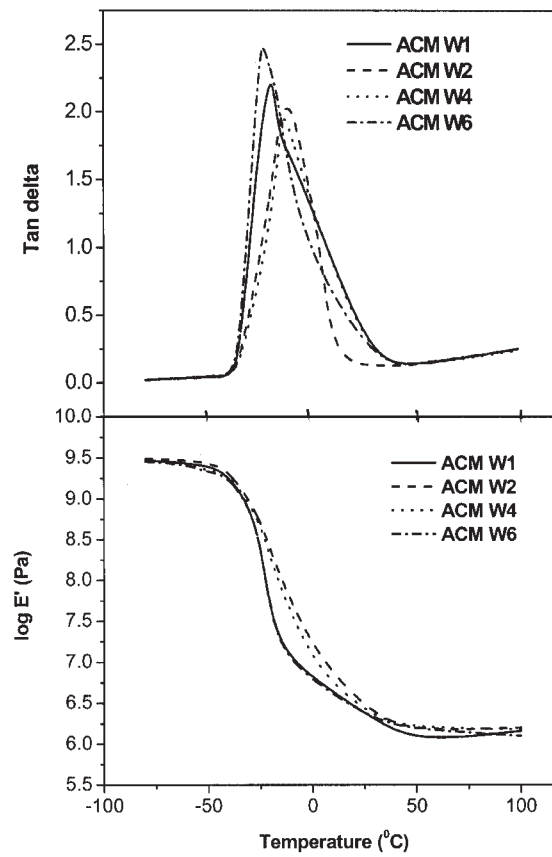 2.5
2.0
1.5
1.0
0.5
0.0
Tan delta
ACM W1
ACM W2
ACM W4
ACM W6
10.0
9.5
9.0
8.5
8.0
7.5
7.0
6.5
6.0
5.5
log E' (Pa)
ACM W1
ACM W2
ACM W4
ACM W6
-100 -50 0 50 100
Temperature (⁰C)